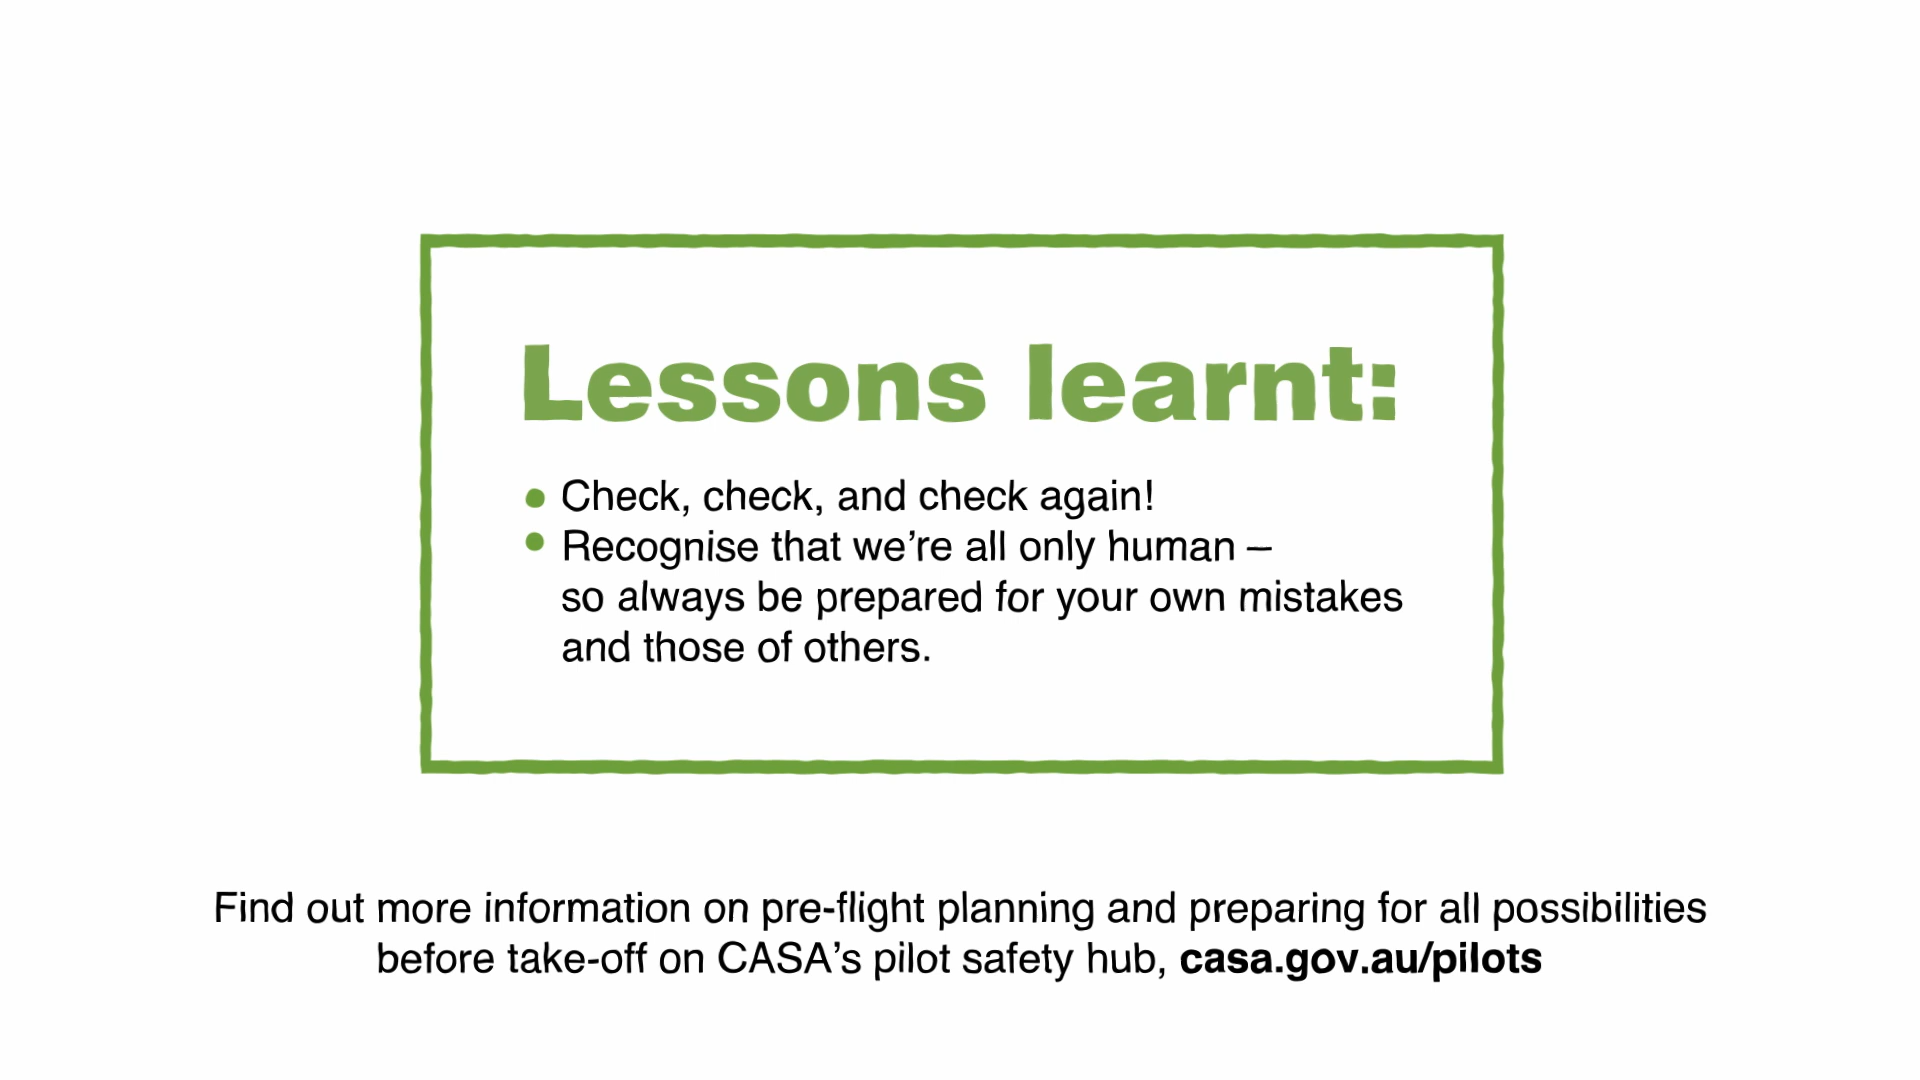 Lessons learnt:
• Check, check, and check again!
• Recognise that we’re all only human –
so always be prepared for your own mistakes
and those of others.
Find out more information on pre-flight planning and preparing for all possibilities
before take-off on CASA’s pilot safety hub, casa.gov.au/pilots